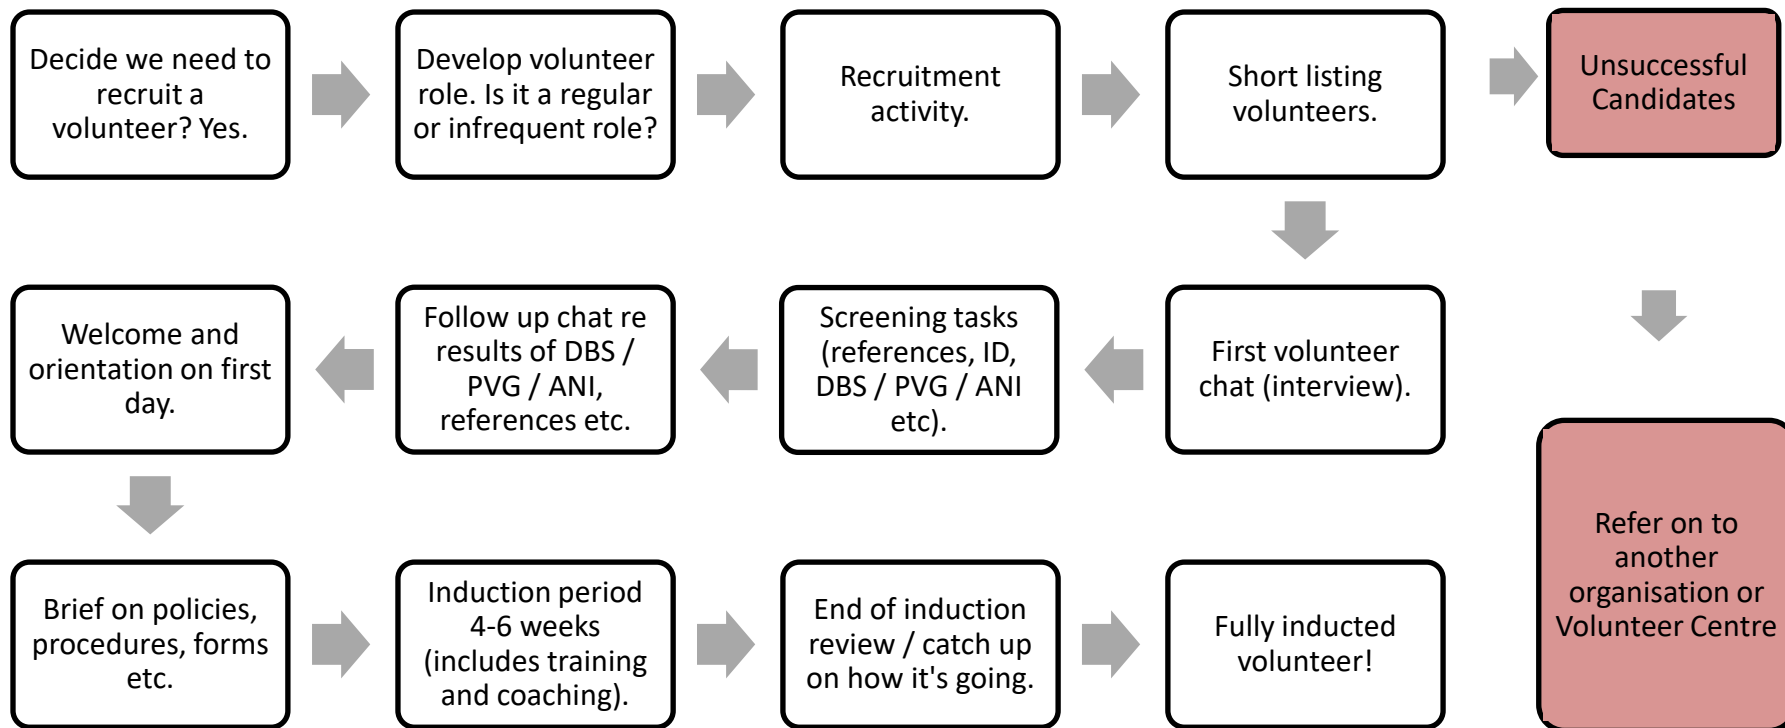 Decide we need to
recruit a
volunteer? Yes.
Develop volunteer
role. Is it a regular
or infrequent role?
Recruitment
activity.
Short listing
volunteers.
Unsuccessful
Candidates
First volunteer
chat (interview).
Screening tasks
(references, ID,
DBS / PVG / ANI
etc).
Follow up chat re
results of DBS /
PVG / ANI,
references etc.
Welcome and
orientation on first
day.
Brief on policies,
procedures, forms
etc.
Induction period
4-6 weeks
(includes training
and coaching).
End of induction
review / catch up
on how it's going.
Fully inducted
volunteer!
Refer on to
another
organisation or
Volunteer Centre